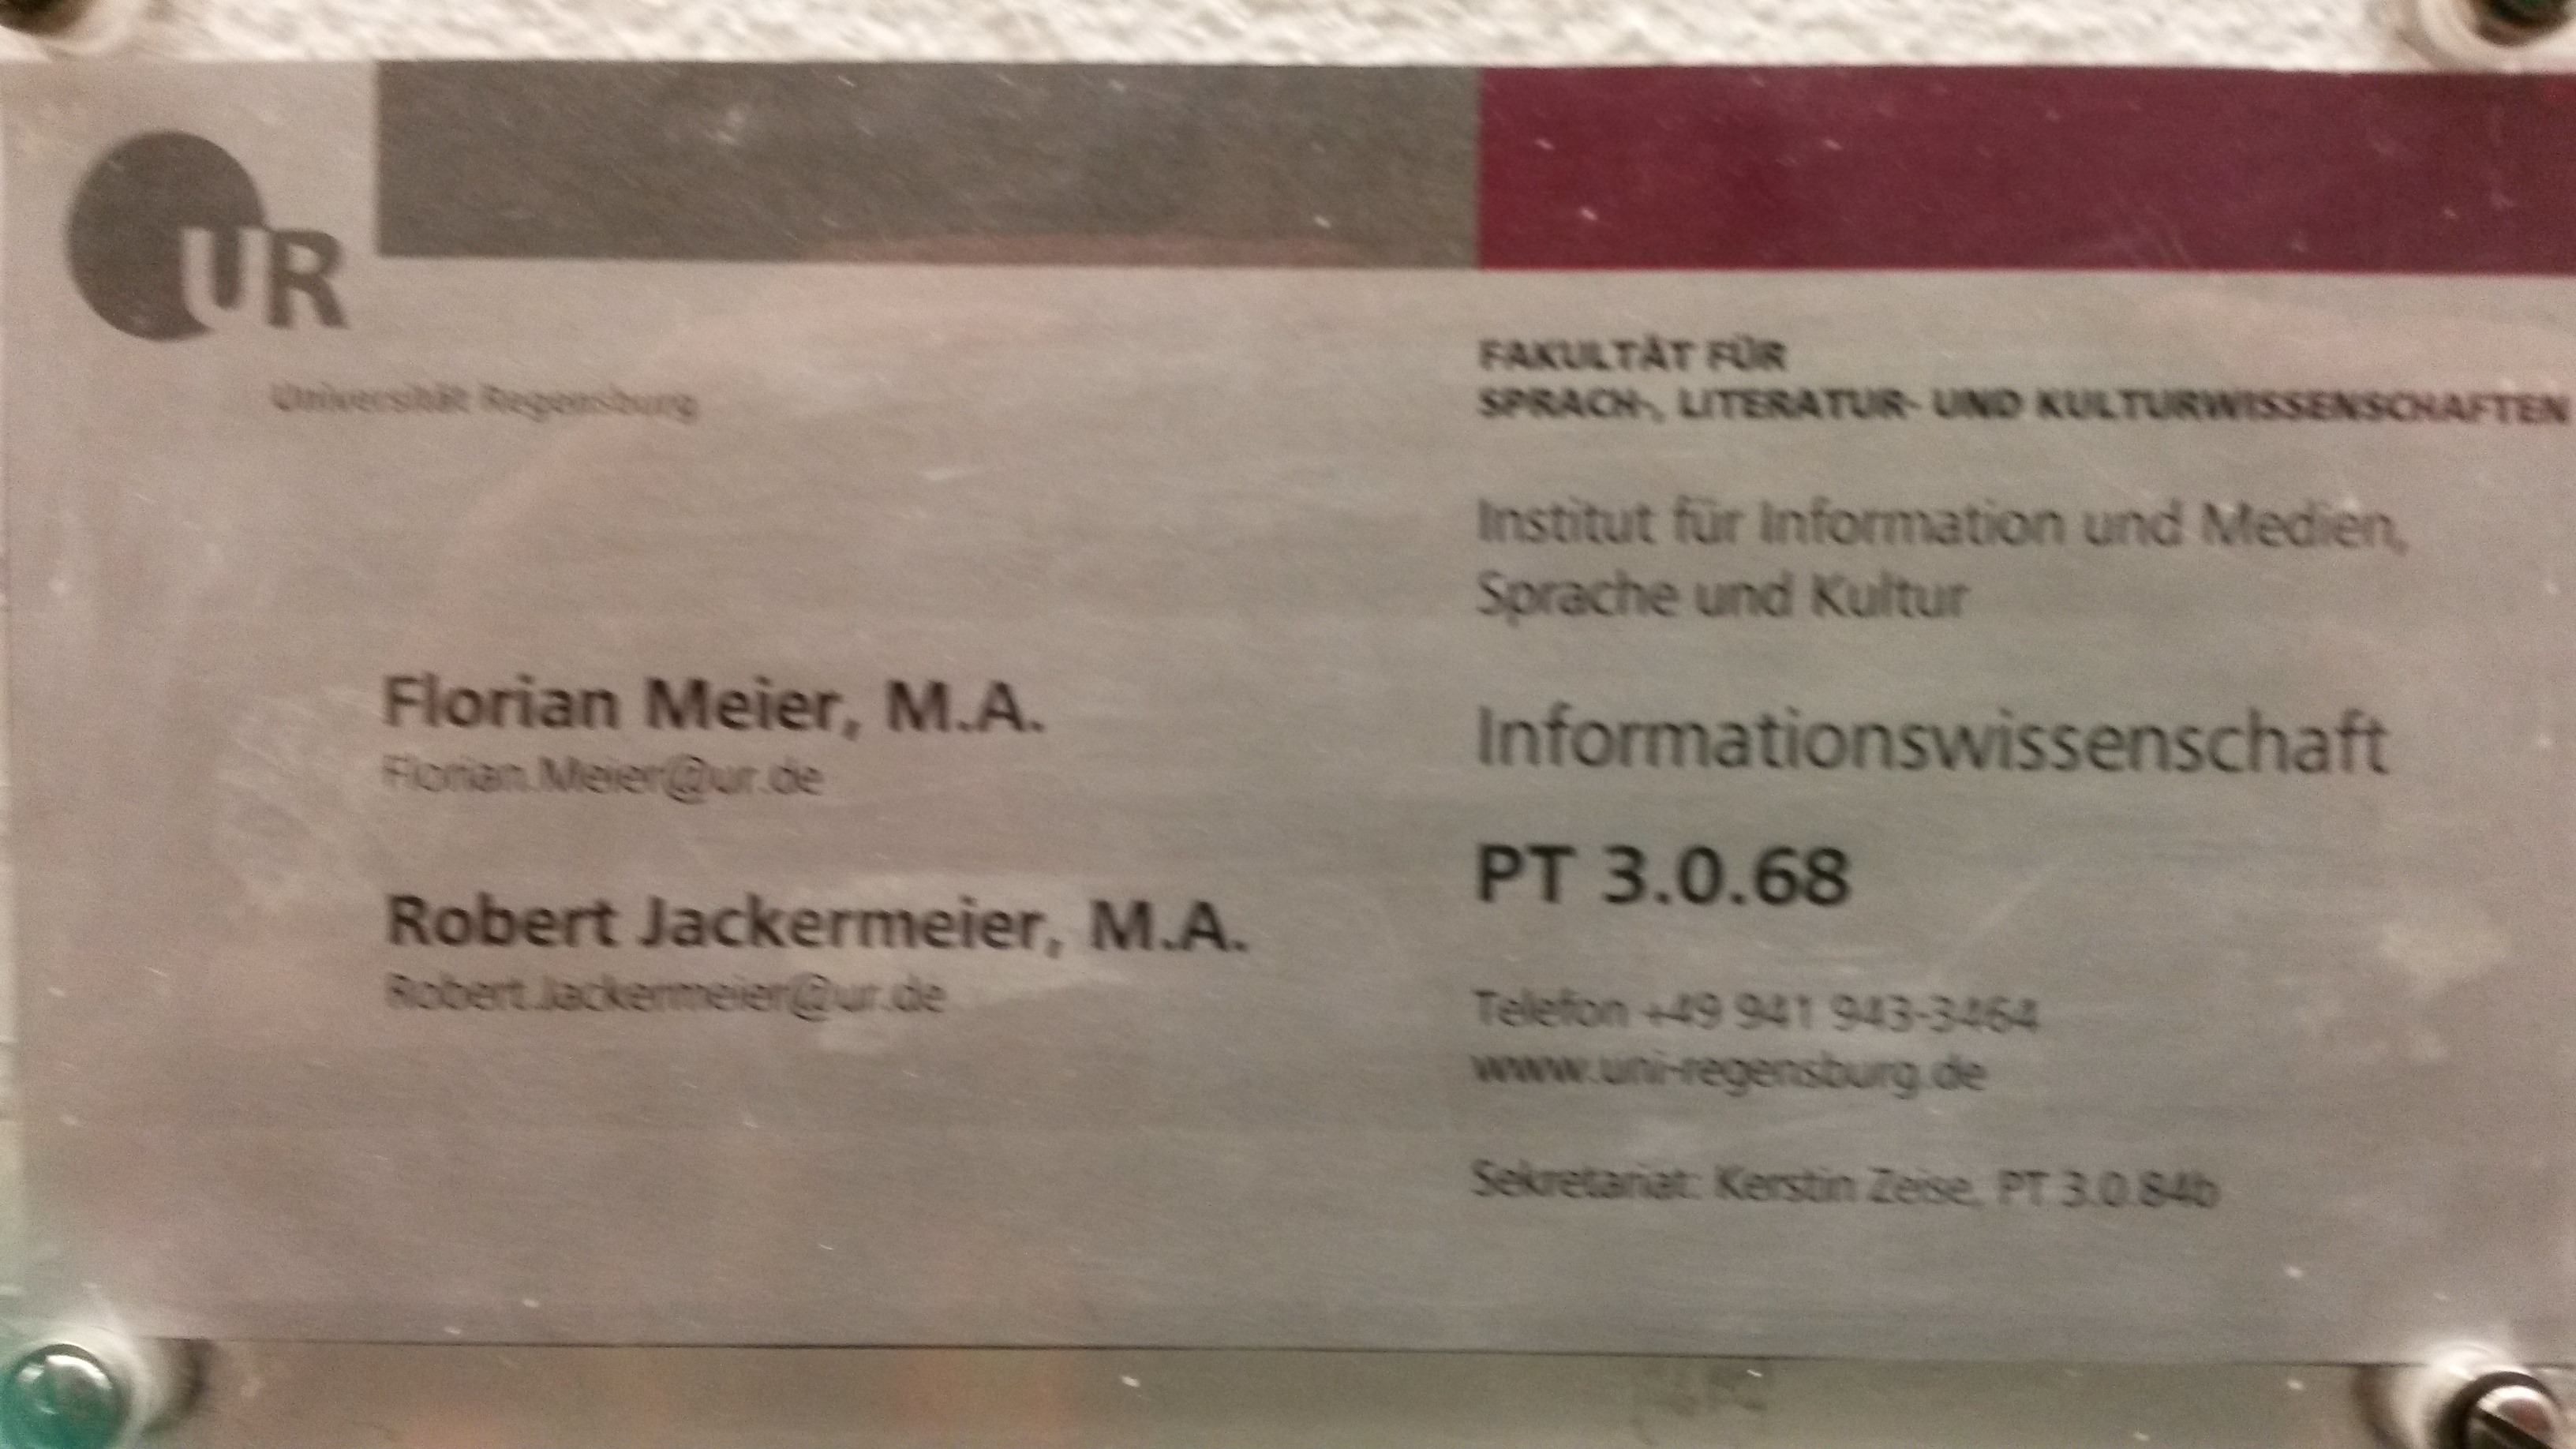 UR
Universität Regensburg
FAKULTÄT FÜR
SPRACH-, LITERATUR- UND KULTURWISSENSCHAFTEN
Institut für Information und Medien,
Sprache und Kultur
Florian Meier, M.A.
Florian.Meier@ur.de
Robert Jackermeier, M.A.
Robert.Jackermeier@ur.de
Informationswissenschaft
PT 3.0.68
Telefon +49 941 943-3464
www.uni-regensburg.de
Sekretariat: Kerstin Zeise, PT 3.0.84b